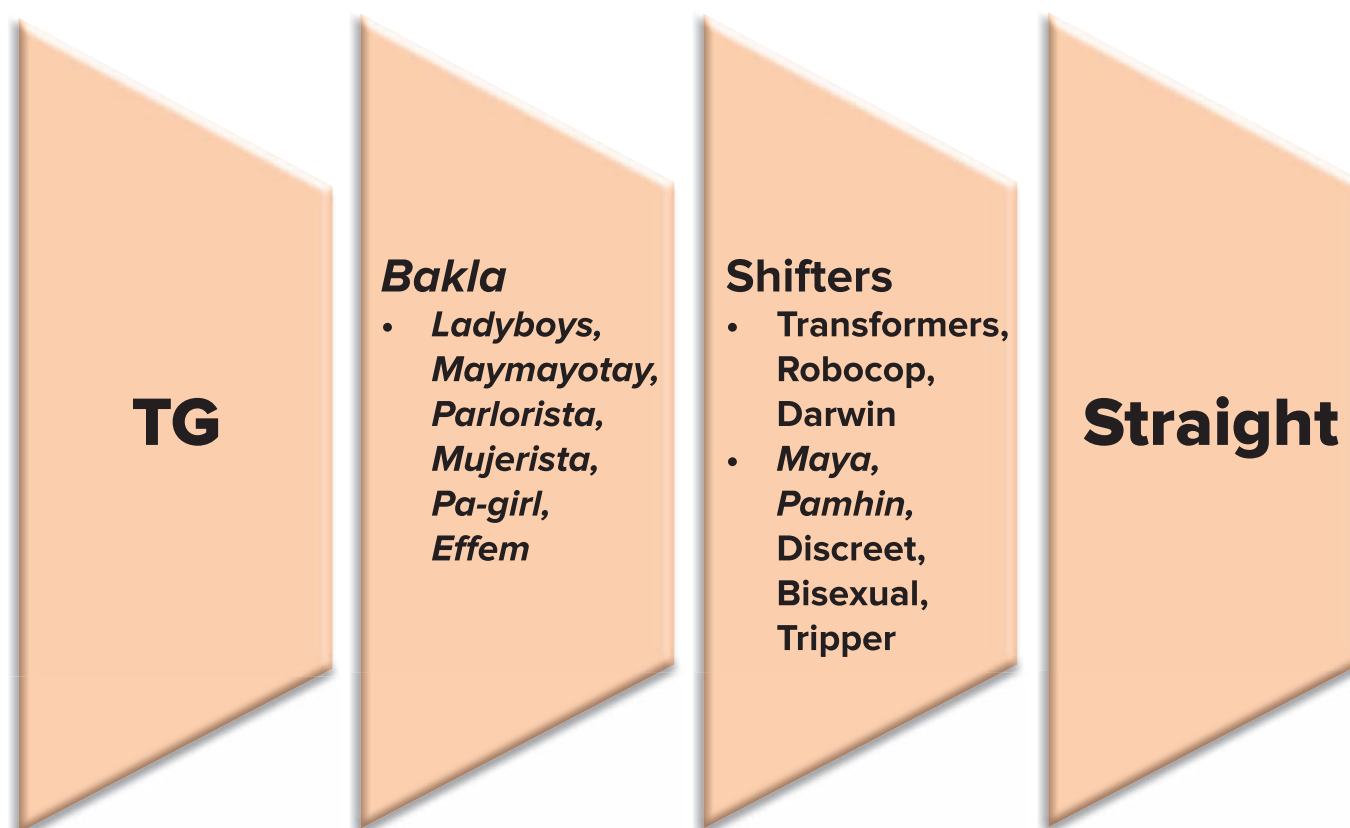 TG
Bakla
• Ladyboys,
Maymayotay,
Parlorista,
Mujerista,
Pa-girl,
Effem
Shifters
• Transformers,
Robocop,
Darwin
• Maya,
Pamhin,
Discreet,
Bisexual,
Tripper
Straight